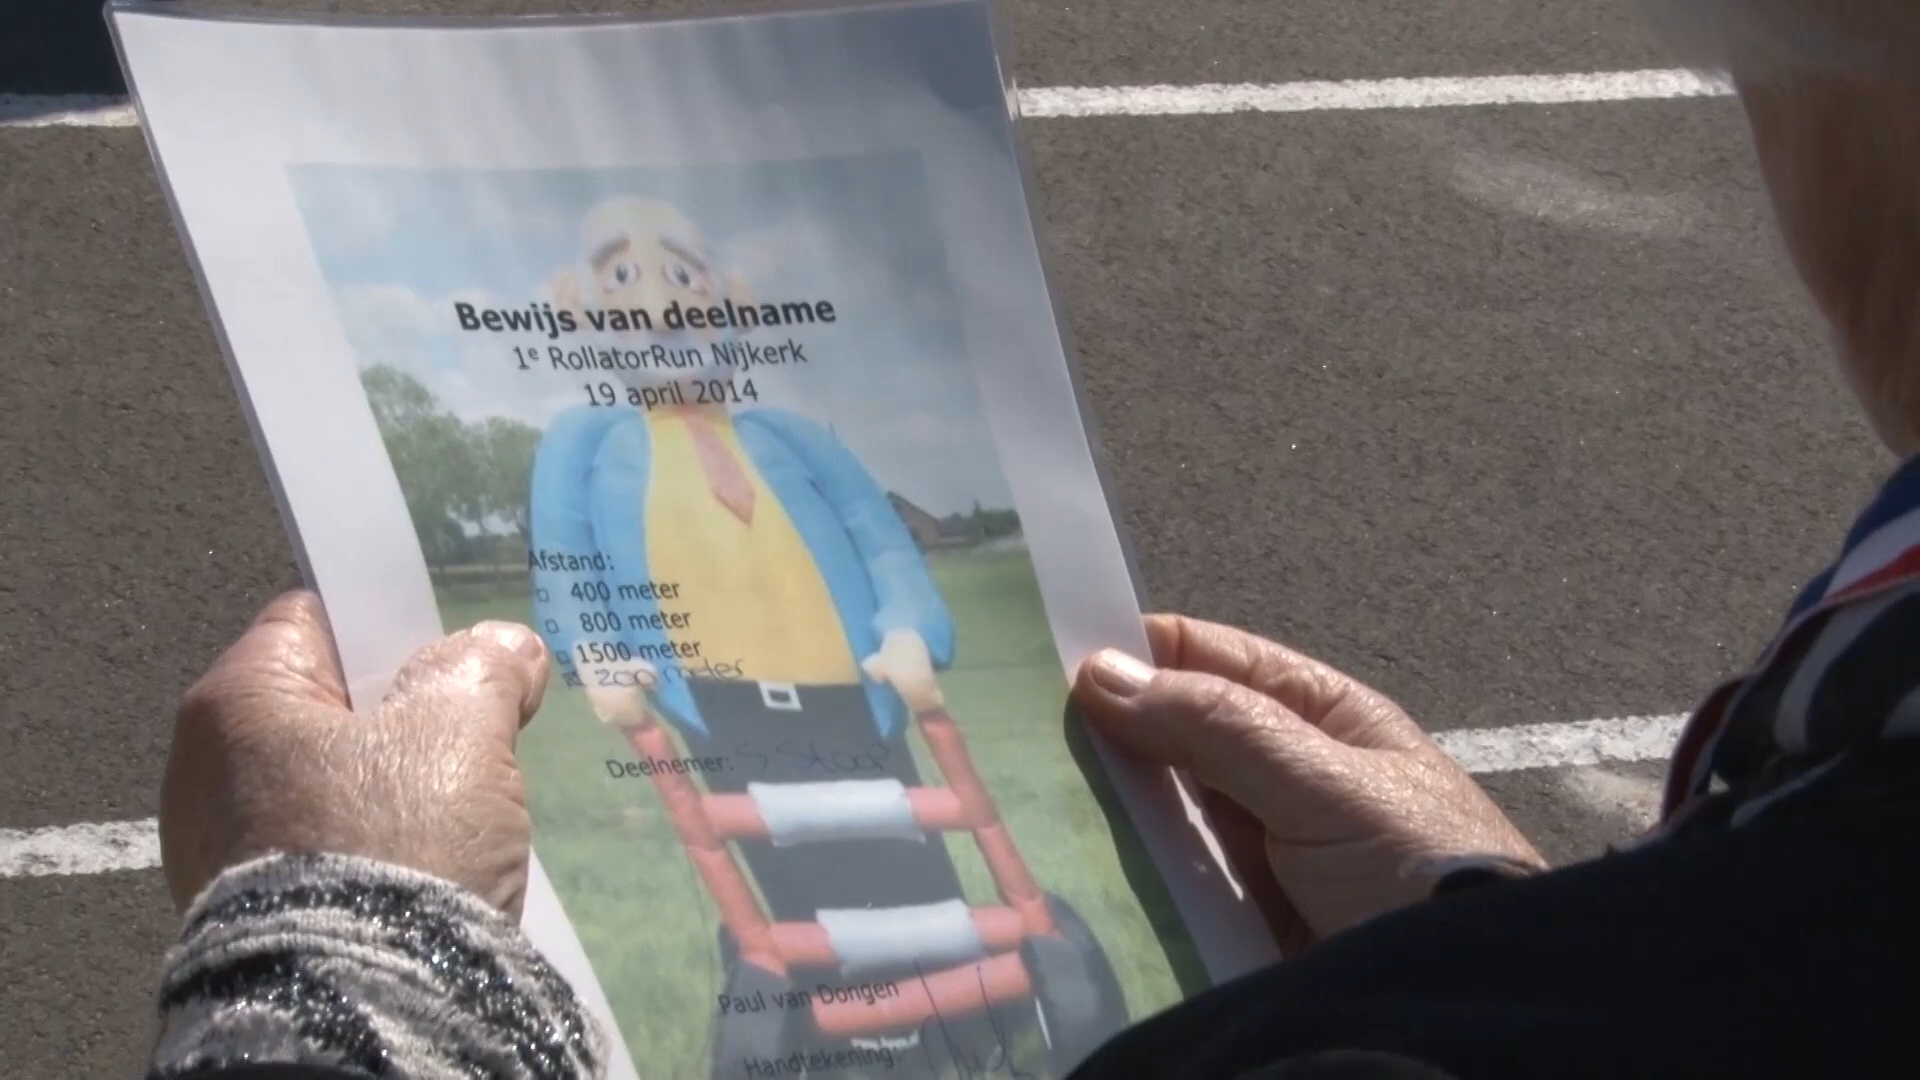 Bewijs van deelname
1e RollatorRun Nijkerk
19 april 2014
Afstand:
400 meter
800 meter
1500 meter
200 meter
Deelnemer: S Stoop
Paul van Dongen
Handtekening: